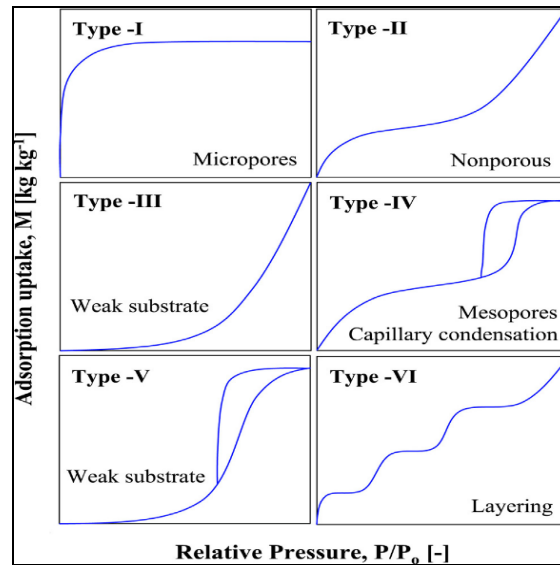 Type -I
Micropores
Type -II
Nonporous
Type -III
Weak substrate
Type -IV
Mesopores
Capillary condensation
Type -V
Weak substrate
Type -VI
Layering
Adsorption uptake, M [kg kg⁻¹]
Relative Pressure, P/Pₒ [-]